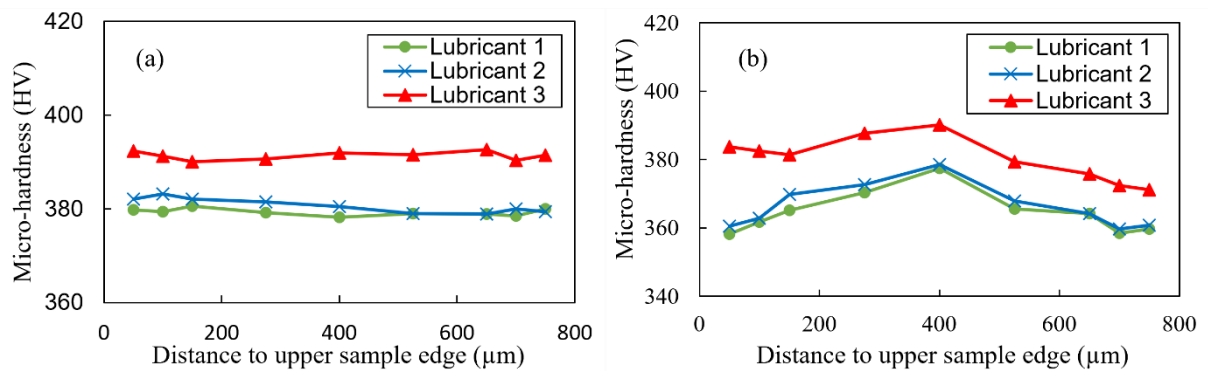 420
(a)
Lubricant 1
Lubricant 2
Lubricant 3
400
380
360
Micro-hardness (HV)
0 200 400 600 800
Distance to upper sample edge (µm)
420
(b)
Lubricant 1
Lubricant 2
Lubricant 3
400
380
360
340
Micro-hardness (HV)
0 200 400 600 800
Distance to upper sample edge (µm)